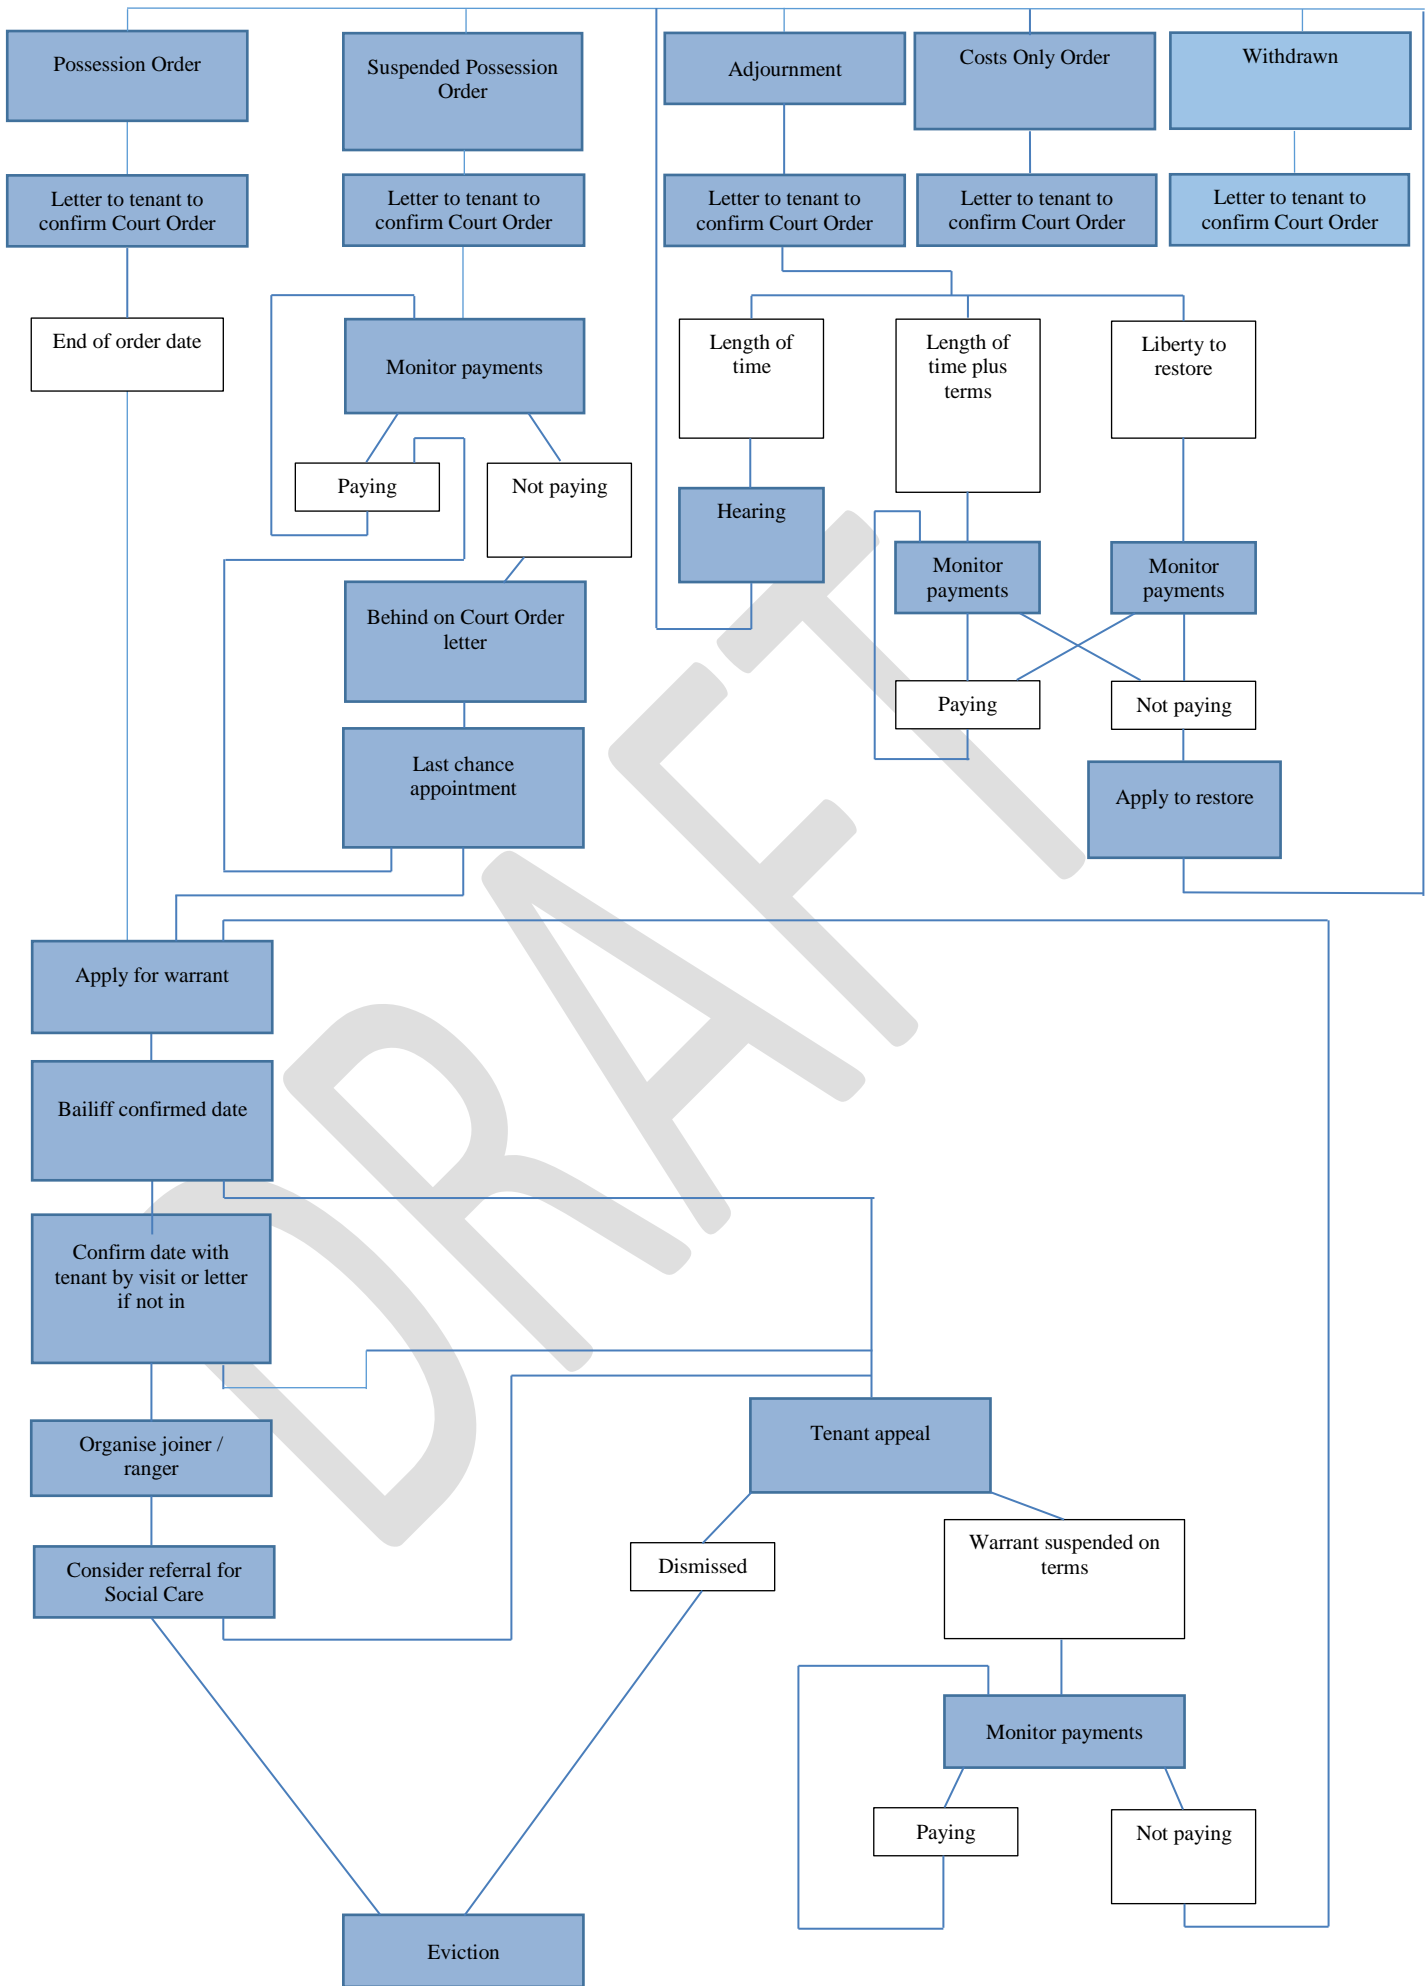 Possession Order
Suspended Possession
Order
Adjournment
Costs Only Order
Withdrawn
Letter to tenant to
confirm Court Order
Letter to tenant to
confirm Court Order
Letter to tenant to
confirm Court Order
Letter to tenant to
confirm Court Order
Letter to tenant to
confirm Court Order
End of order date
Monitor payments
Length of
time
Length of
time plus
terms
Liberty to
restore
Paying
Not paying
Hearing
Monitor
payments
Monitor
payments
Behind on Court Order
letter
Paying
Not paying
Last chance
appointment
Apply to restore
Apply for warrant
Bailiff confirmed date
Confirm date with
tenant by visit or letter
if not in
Organise joiner /
ranger
Tenant appeal
Consider referral for
Social Care
Dismissed
Warrant suspended on
terms
Monitor payments
Paying
Not paying
Eviction
DRAFT